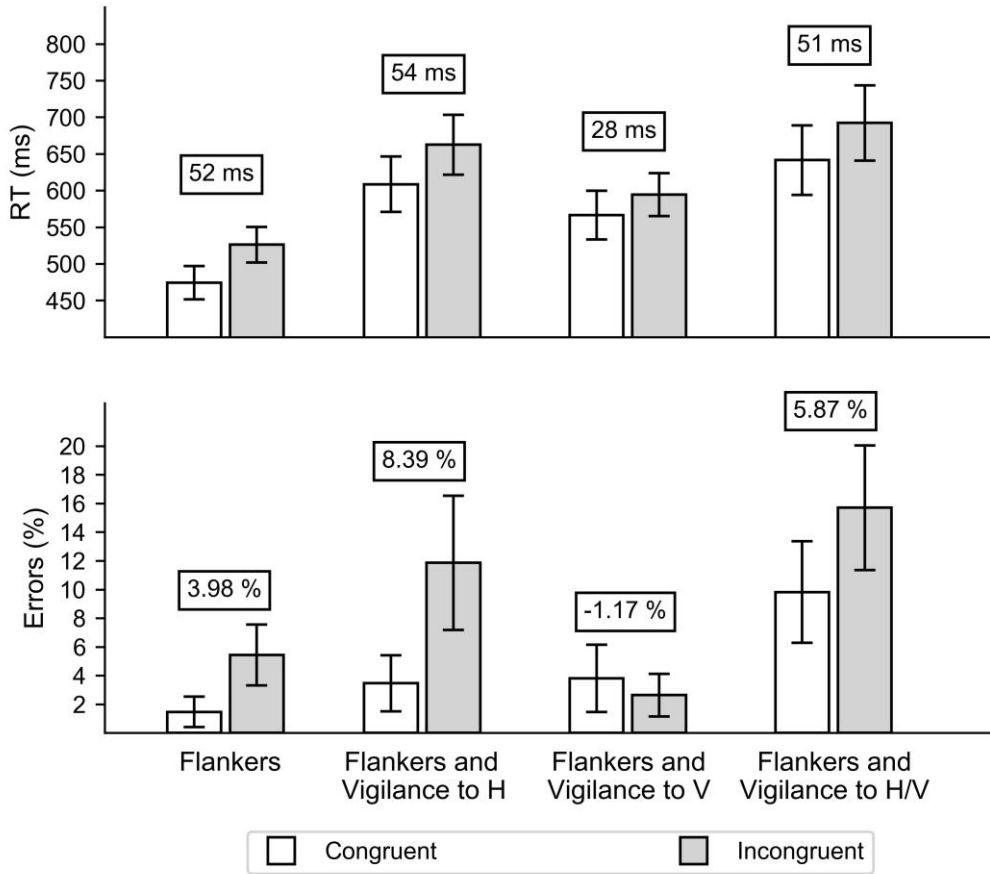 800
750
700
650
600
550
500
450
RT (ms)
52 ms
54 ms
28 ms
51 ms
20
18
16
14
12
10
8
6
4
2
Errors (%)
3.98 %
8.39 %
-1.17 %
5.87 %
Flankers
Flankers and
Vigilance to H
Flankers and
Vigilance to V
Flankers and
Vigilance to H/V
Congruent
Incongruent